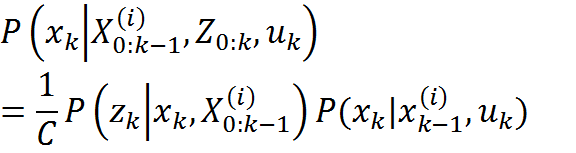 P(x_k|X_{0:k-1}^{(i)}, Z_{0:k}, u_k)
= \frac{1}{C} P(z_k|x_k, X_{0:k-1}^{(i)}) P(x_k|x_{k-1}^{(i)}, u_k)